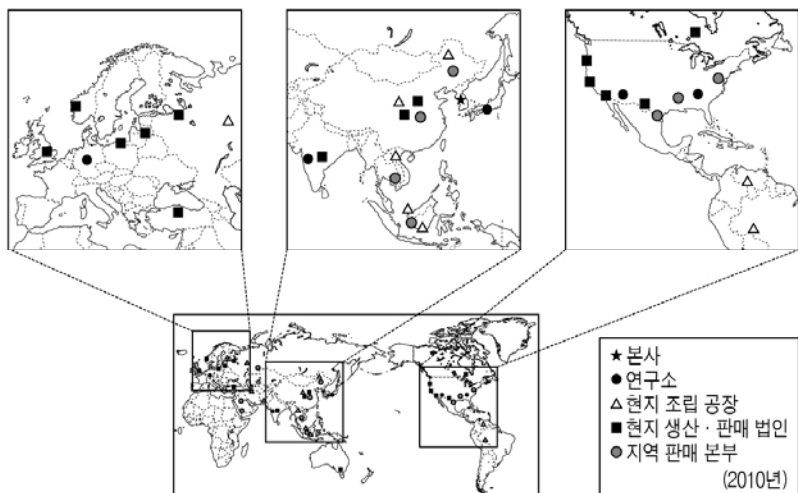 ★ 본사
● 연구소
△ 현지 조립 공장
■ 현지 생산 · 판매 법인
● 지역 판매 본부
(2010년)